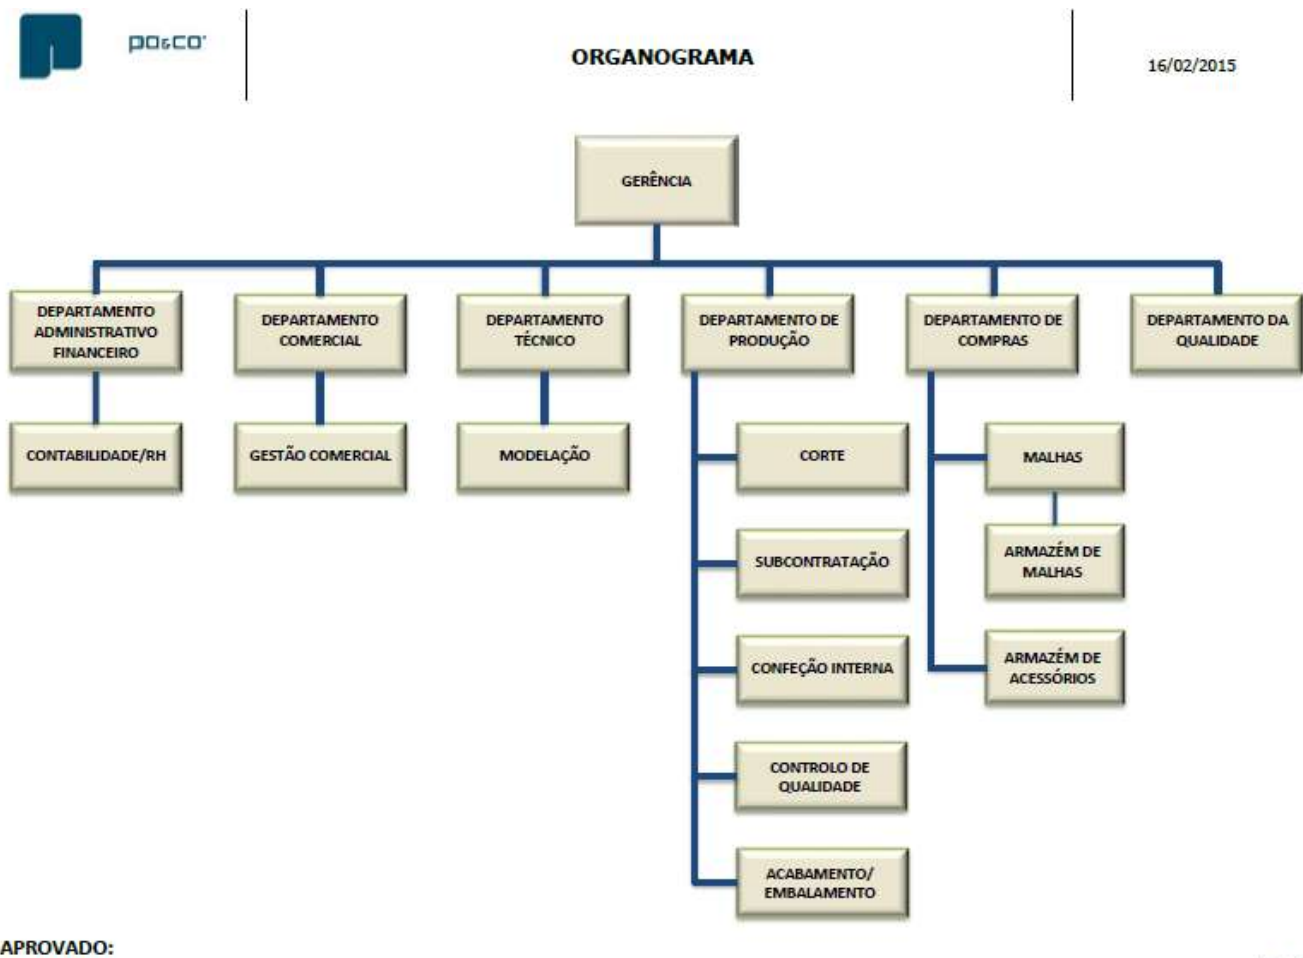 po&co
ORGANOGRAMA
16/02/2015
GERÊNCIA
DEPARTAMENTO
ADMINISTRATIVO
FINANCEIRO
DEPARTAMENTO
COMERCIAL
DEPARTAMENTO
TÉCNICO
DEPARTAMENTO DE
PRODUÇÃO
DEPARTAMENTO DE
COMPRAS
DEPARTAMENTO DA
QUALIDADE
CONTABILIDADE/RH
GESTÃO COMERCIAL
MODELAÇÃO
CORTE
MALHAS
SUBCONTRATAÇÃO
ARMAZÉM DE
MALHAS
CONFEÇÃO INTERNA
ARMAZÉM DE
ACESSÓRIOS
CONTROLO DE
QUALIDADE
ACABAMENTO/
EMBALAMENTO
APROVADO: